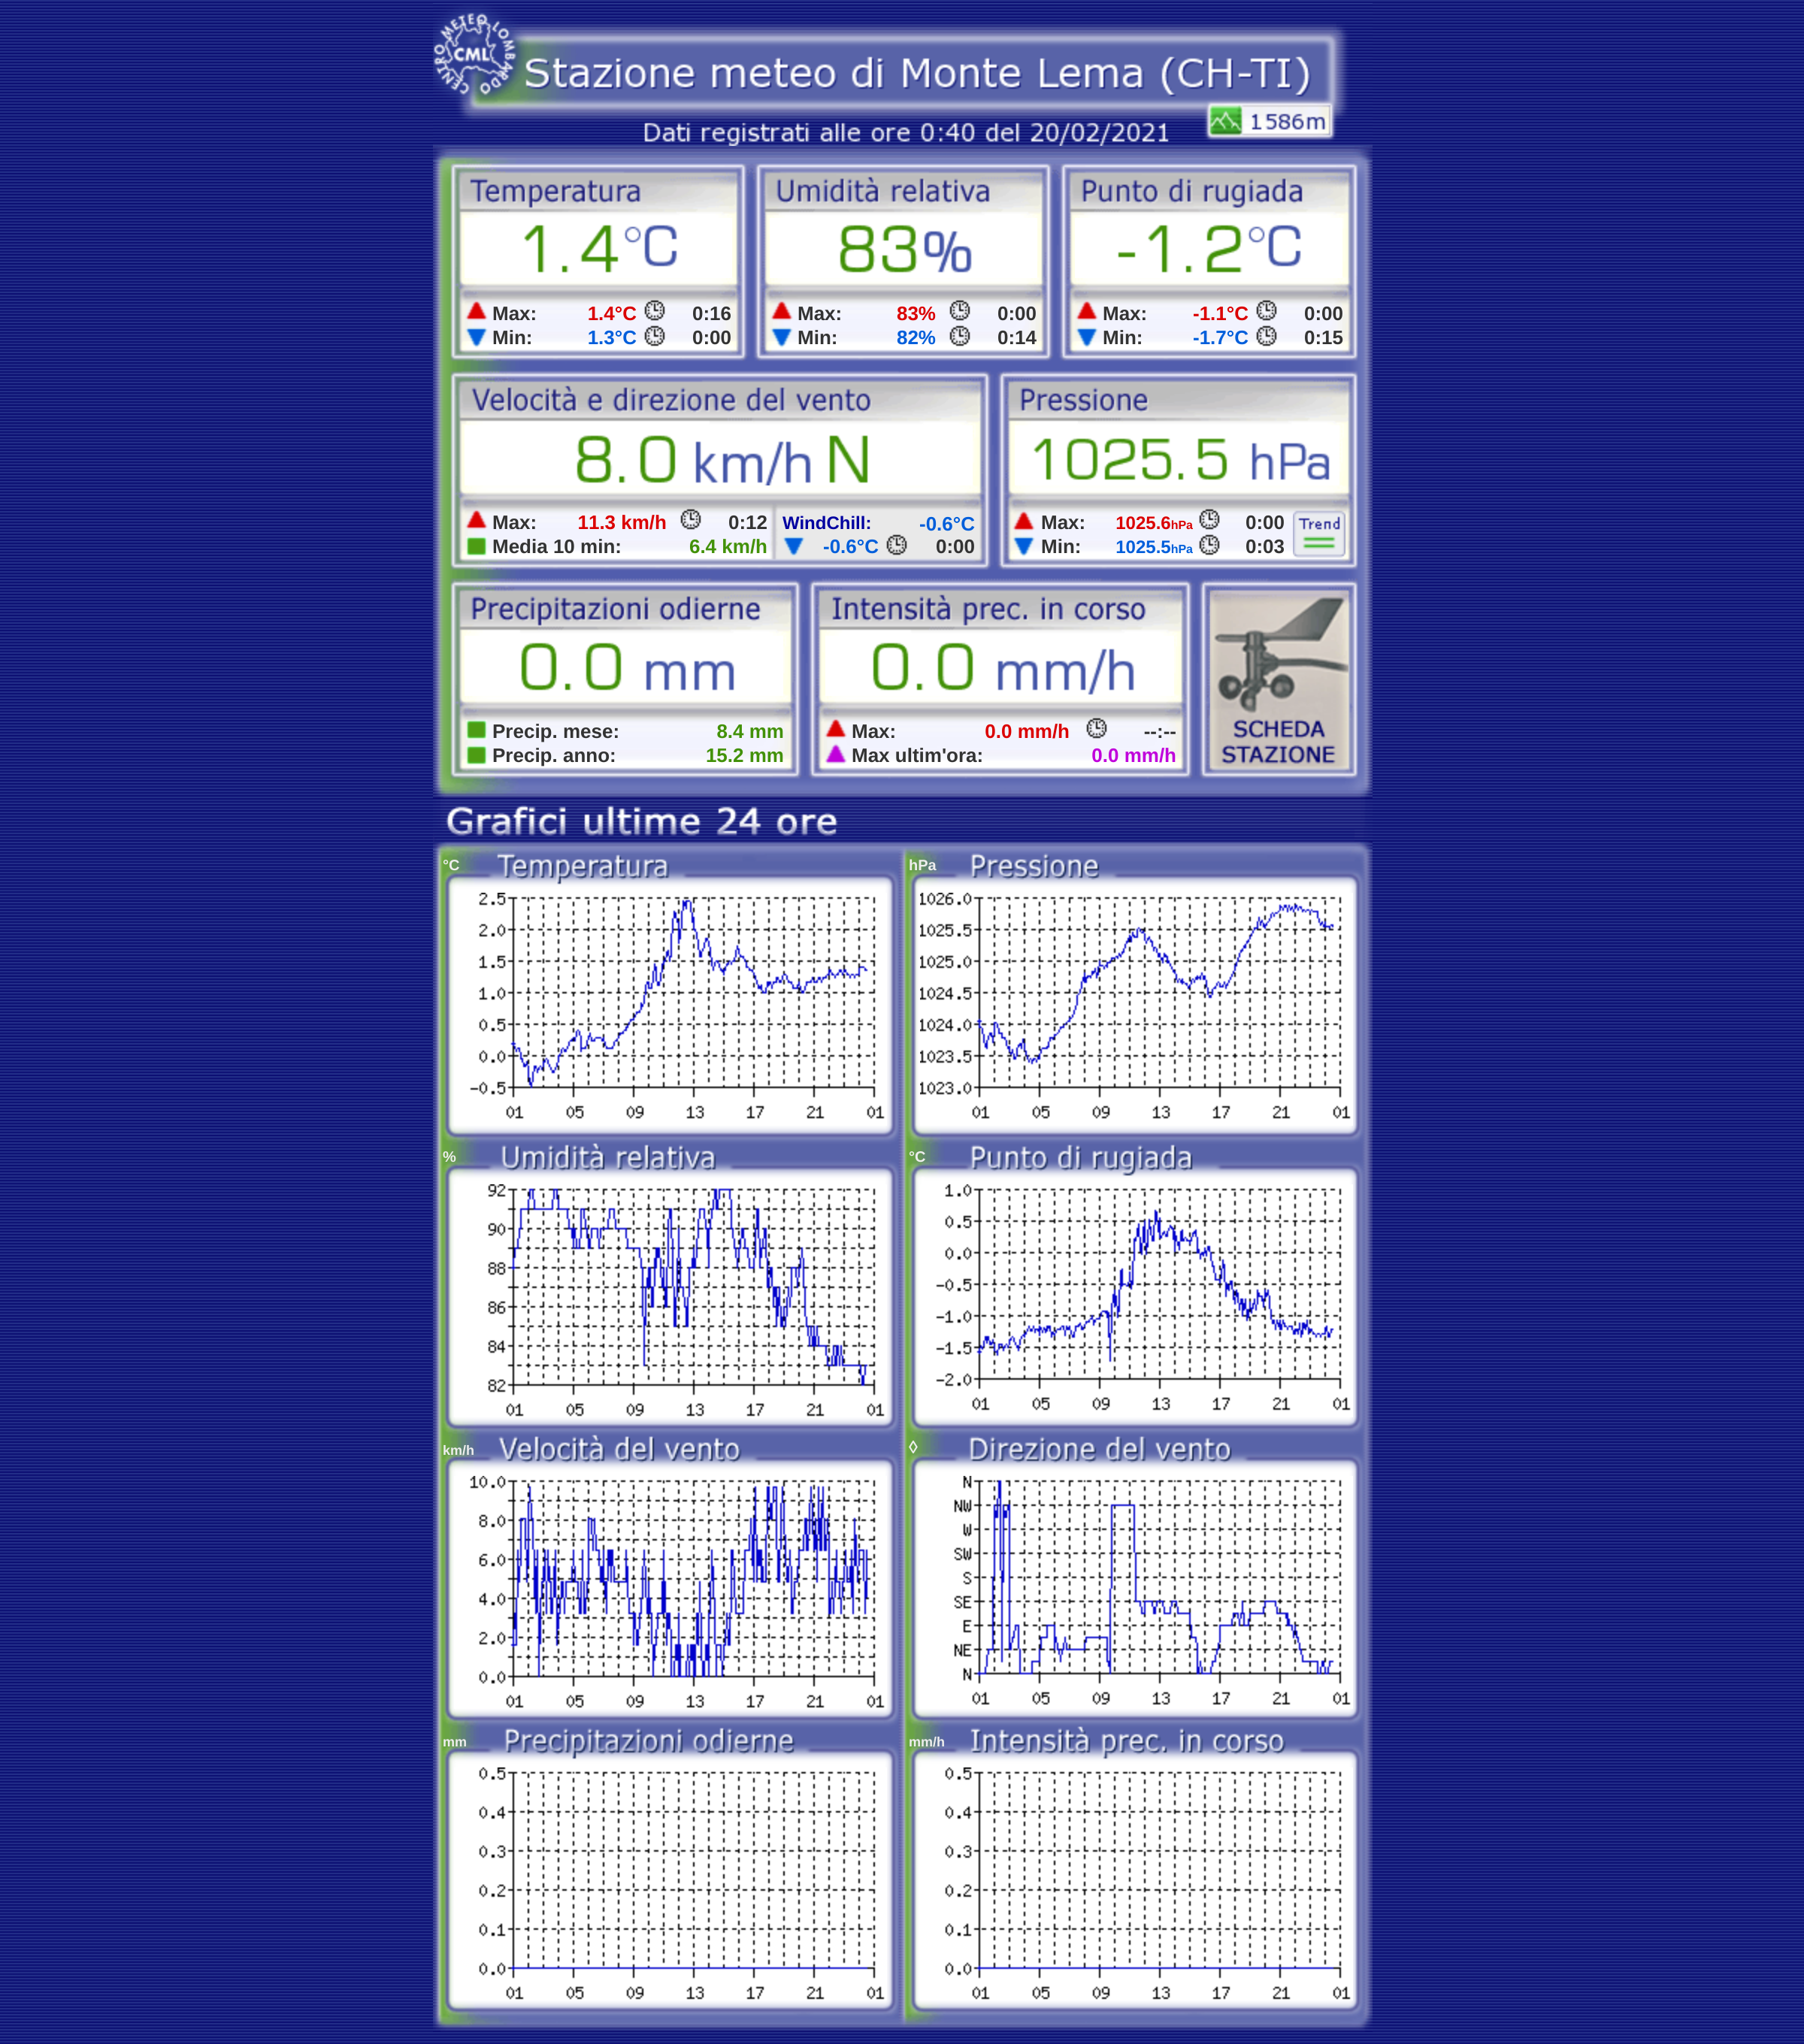 CENTRO METEO LOMBARDO
CML
Stazione meteo di Monte Lema (CH-TI)
1586m
Dati registrati alle ore 0:40 del 20/02/2021
Temperatura Umidità relativa Punto di rugiada
1.4°C 83% -1.2°C
Max: 1.4°C 0:16 Max: 83% 0:00 Max: -1.1°C 0:00
Min: 1.3°C 0:00 Min: 82% 0:14 Min: -1.7°C 0:15
Velocità e direzione del vento Pressione
8.0 km/h N 1025.5 hPa
Max: 11.3 km/h 0:12 WindChill: -0.6°C Max: 1025.6hPa 0:00 Trend
Media 10 min: 6.4 km/h -0.6°C 0:00 Min: 1025.5hPa 0:03
Precipitazioni odierne Intensità prec. in corso
0.0 mm 0.0 mm/h
Precip. mese: 8.4 mm Max: 0.0 mm/h --:-- SCHEDA
Precip. anno: 15.2 mm Max ultim'ora: 0.0 mm/h STAZIONE
Grafici ultime 24 ore
°C Temperatura
2.5
2.0
1.5
1.0
0.5
0.0
-0.5
01 05 09 13 17 21 01
hPa Pressione
1026.0
1025.5
1025.0
1024.5
1024.0
1023.5
1023.0
01 05 09 13 17 21 01
% Umidità relativa
92
90
88
86
84
82
01 05 09 13 17 21 01
°C Punto di rugiada
1.0
0.5
0.0
-0.5
-1.0
-1.5
-2.0
01 05 09 13 17 21 01
km/h Velocità del vento
10.0
8.0
6.0
4.0
2.0
0.0
01 05 09 13 17 21 01
◊ Direzione del vento
N
NW
W
SW
S
SE
E
NE
N
01 05 09 13 17 21 01
mm Precipitazioni odierne
0.5
0.4
0.3
0.2
0.1
0.0
01 05 09 13 17 21 01
mm/h Intensità prec. in corso
0.5
0.4
0.3
0.2
0.1
0.0
01 05 09 13 17 21 01